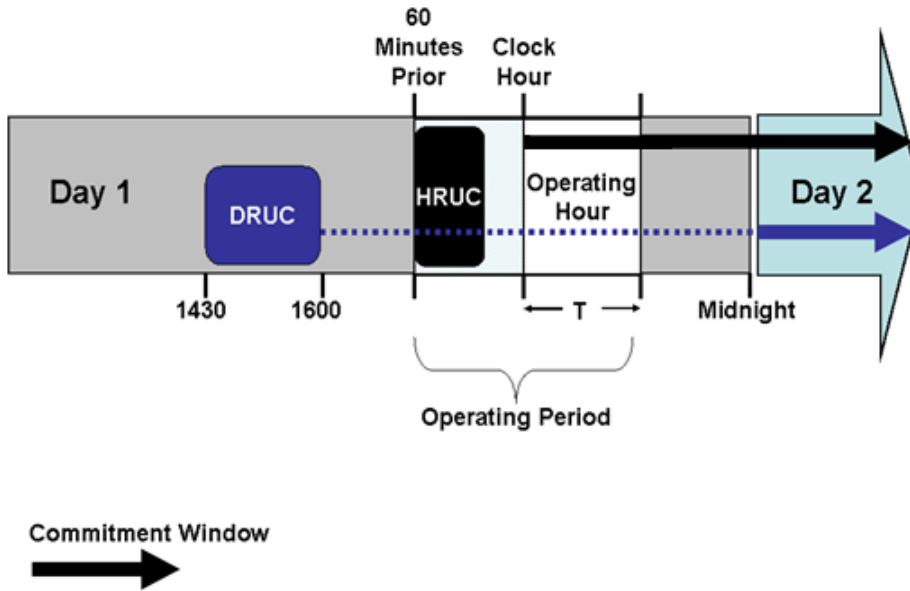 60
Minutes
Prior
Clock
Hour
Day 1
DRUC
HRUC
Operating
Hour
Day 2
1430
1600
T
Midnight
Operating Period
Commitment Window